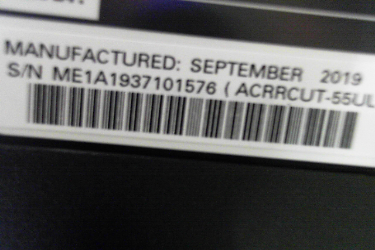 MANUFACTURED: SEPTEMBER 2019
S/N ME1A1937101576 ( ACRRCUT-55UL